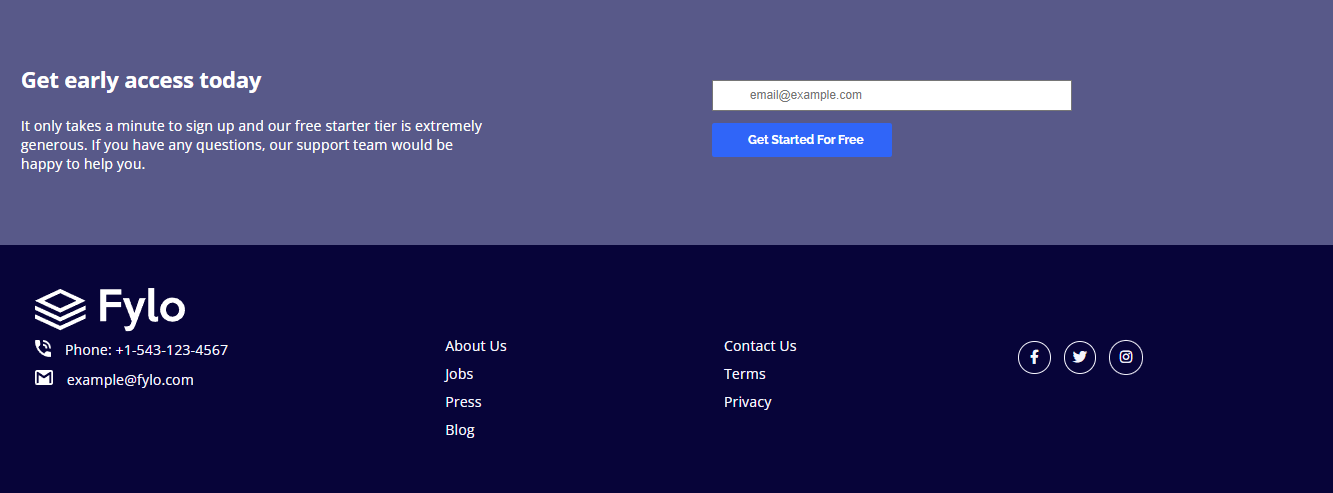 Get early access today
It only takes a minute to sign up and our free starter tier is extremely
generous. If you have any questions, our support team would be
happy to help you.
email@example.com
Get Started For Free
Fylo
Phone: +1-543-123-4567
example@fylo.com
About Us
Jobs
Press
Blog
Contact Us
Terms
Privacy